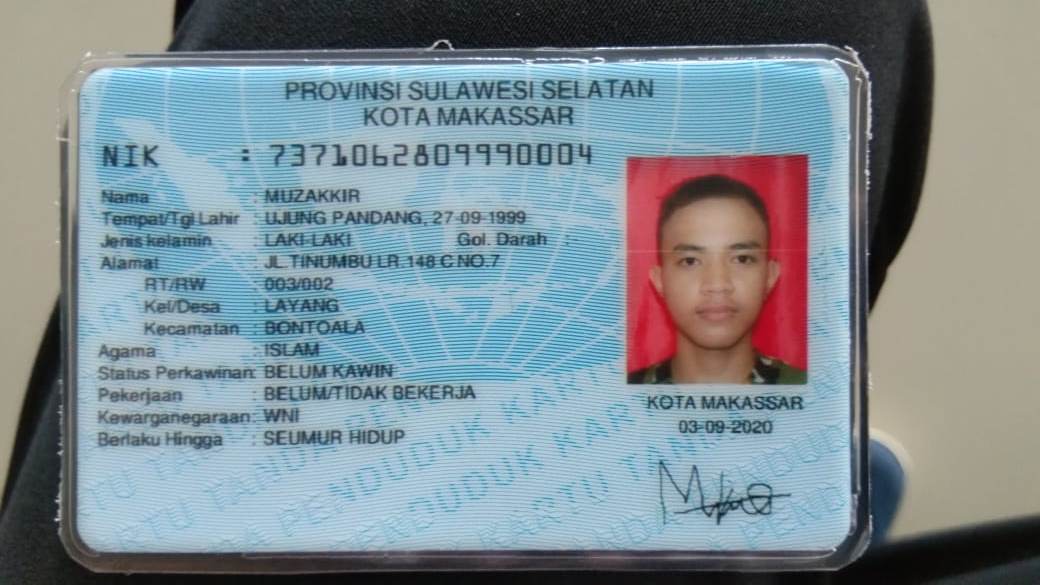 PROVINSI SULAWESI SELATAN
KOTA MAKASSAR
NIK : 7371062809990004
Nama : MUZAKKIR
Tempat/Tgl Lahir : UJUNG PANDANG, 27-09-1999
Jenis kelamin : LAKI-LAKI Gol. Darah : -
Alamat : JL.TINUMBU LR.148 C NO.7
RT/RW : 003/002
Kel/Desa : LAYANG
Kecamatan : BONTOALA
Agama : ISLAM
Status Perkawinan: BELUM KAWIN
Pekerjaan : BELUM/TIDAK BEKERJA
Kewarganegaraan: WNI
Berlaku Hingga : SEUMUR HIDUP
KOTA MAKASSAR
03-09-2020